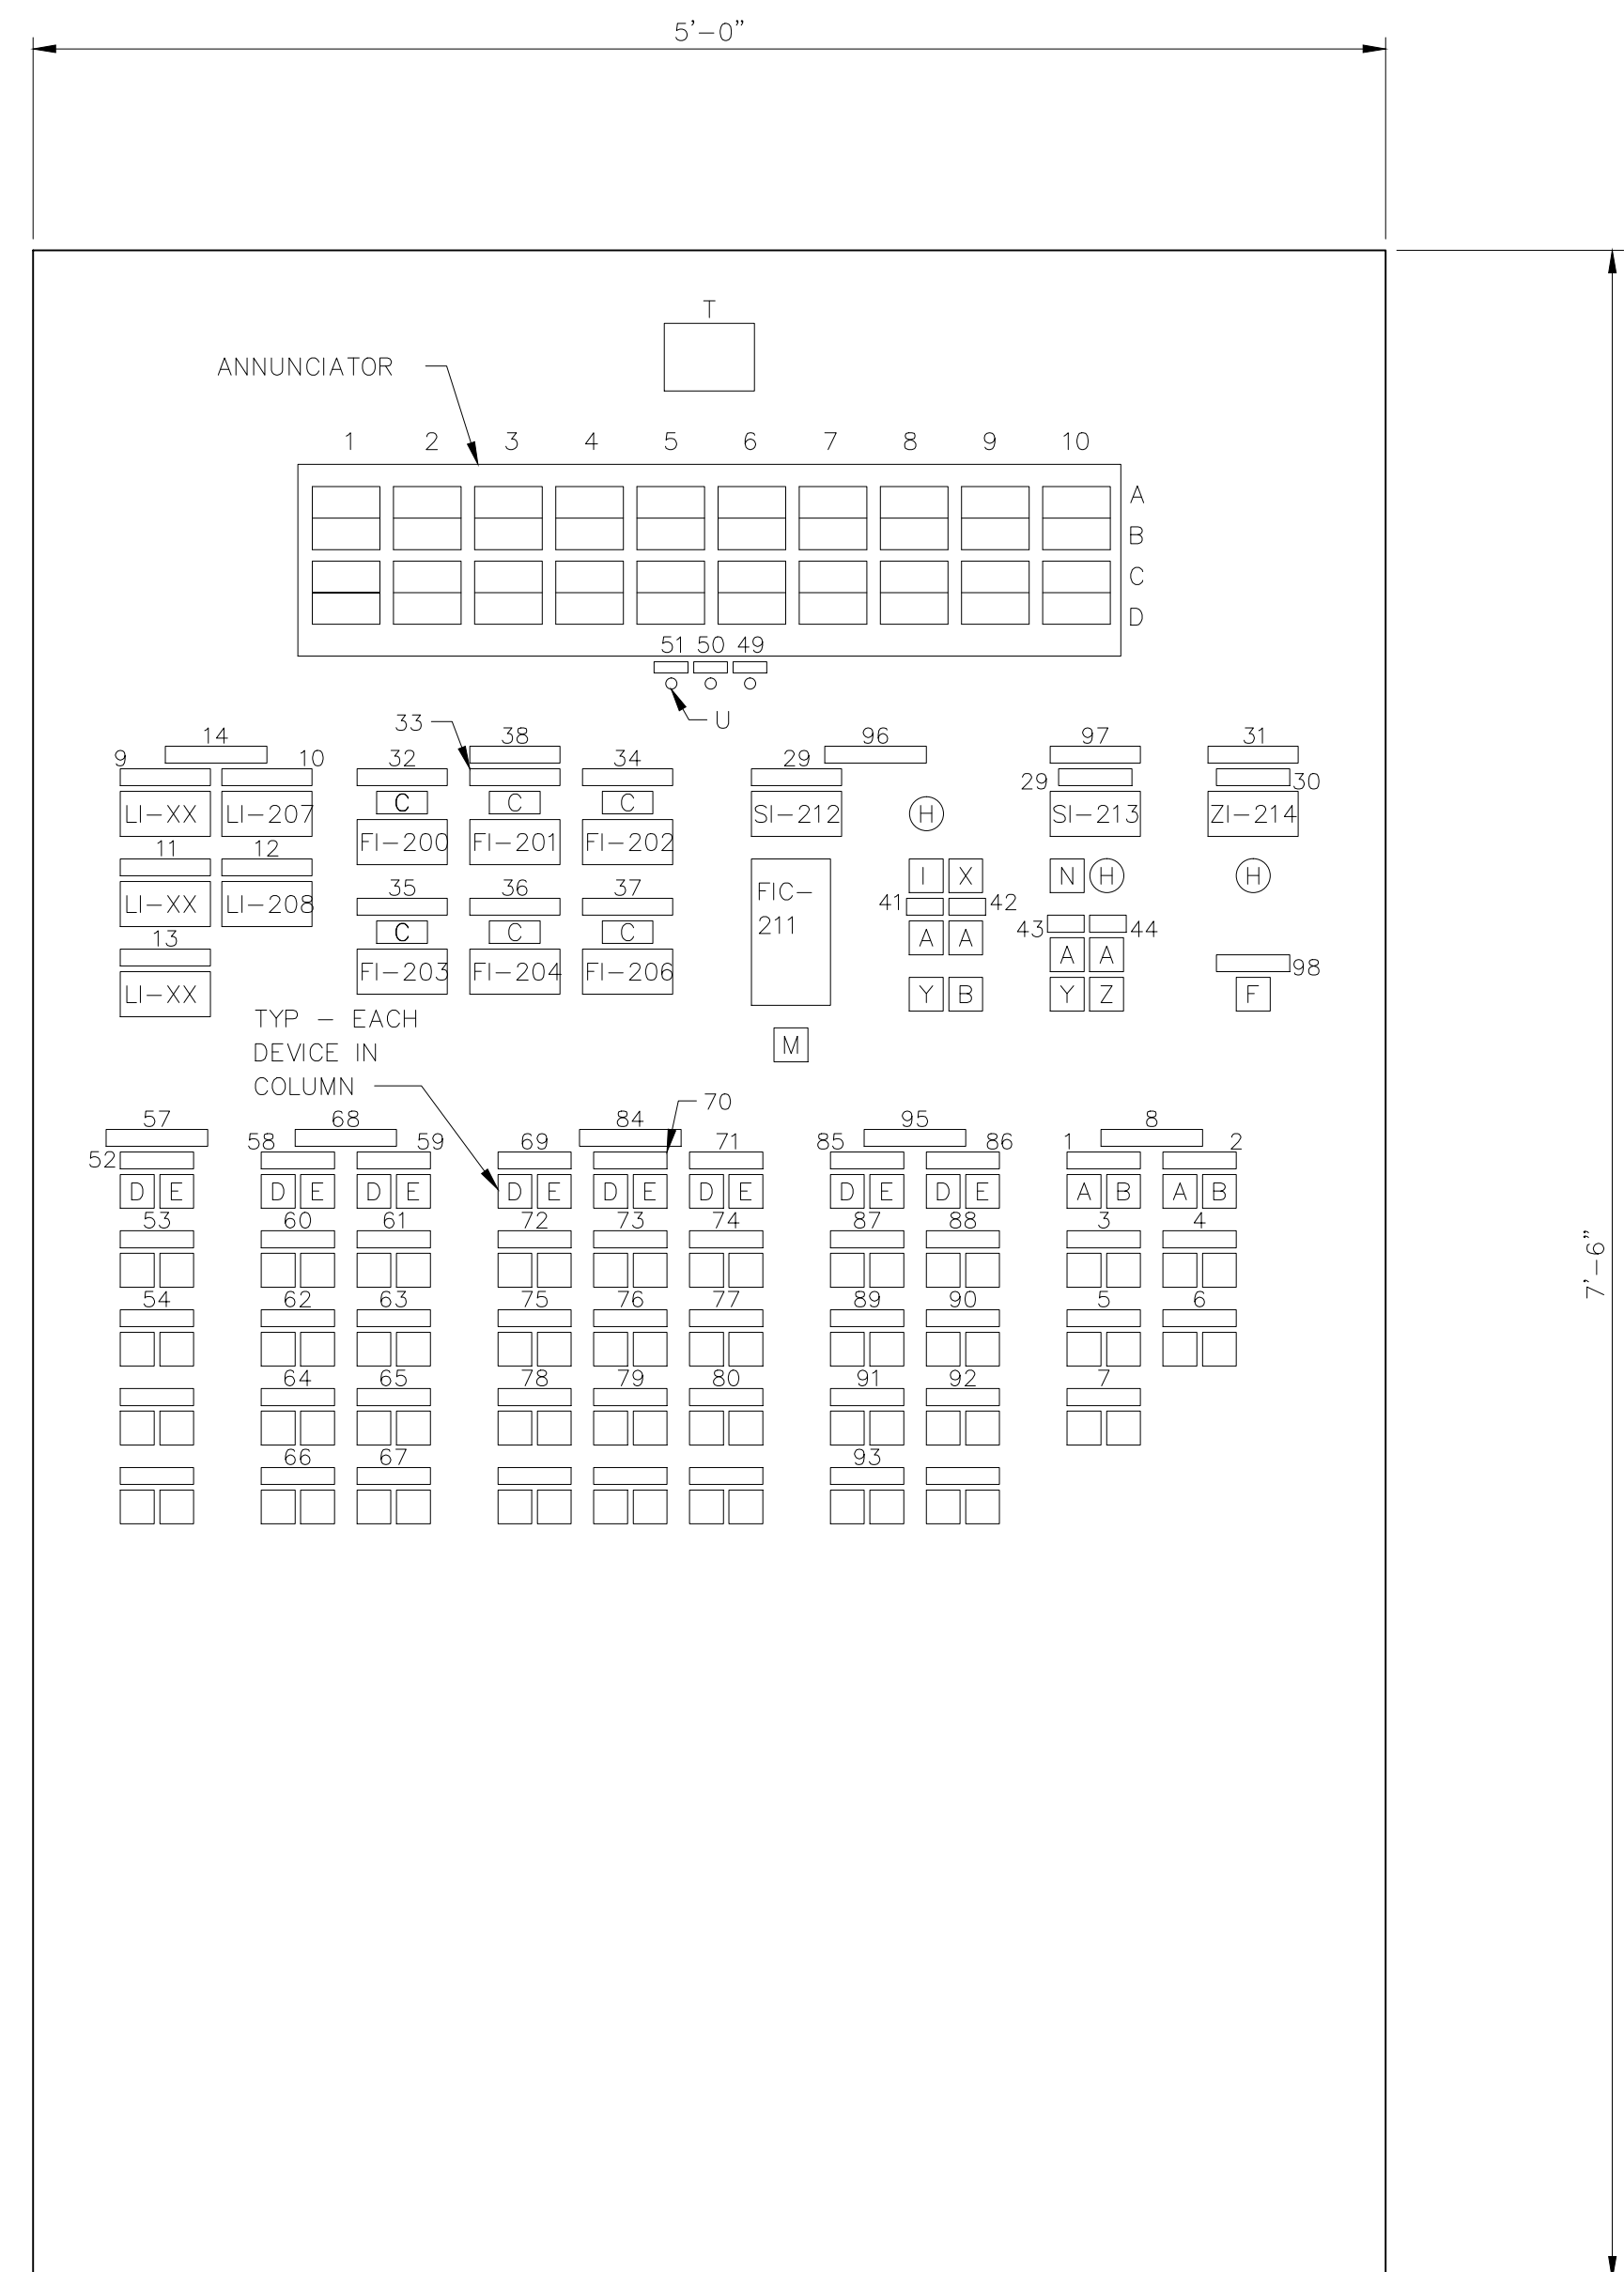 5'-0"
T
ANNUNCIATOR
1 2 3 4 5 6 7 8 9 10
A
B
C
D
51 50 49
U
33
14 38 96 97 31
9 10 32 34 29 29 30
C C C
LI-XX LI-207 SI-212 H SI-213 ZI-214
FI-200 FI-201 FI-202
11 12
I X N H H
35 36 37 FIC-
211
LI-XX LI-208 41 42
43 44
C C C A A
13 A A
FI-203 FI-204 FI-206 98
LI-XX Y B Y Z F
M
TYP - EACH
DEVICE IN
COLUMN
70
57 68 84 95 8
52 58 59 69 71 85 86 1 2
D E D E D E D E D E D E D E D E A B A B
53 60 61 72 73 74 87 88 3 4
7'-6"
54 62 63 75 76 77 89 90 5 6
64 65 78 79 80 91 92 7
66 67 93